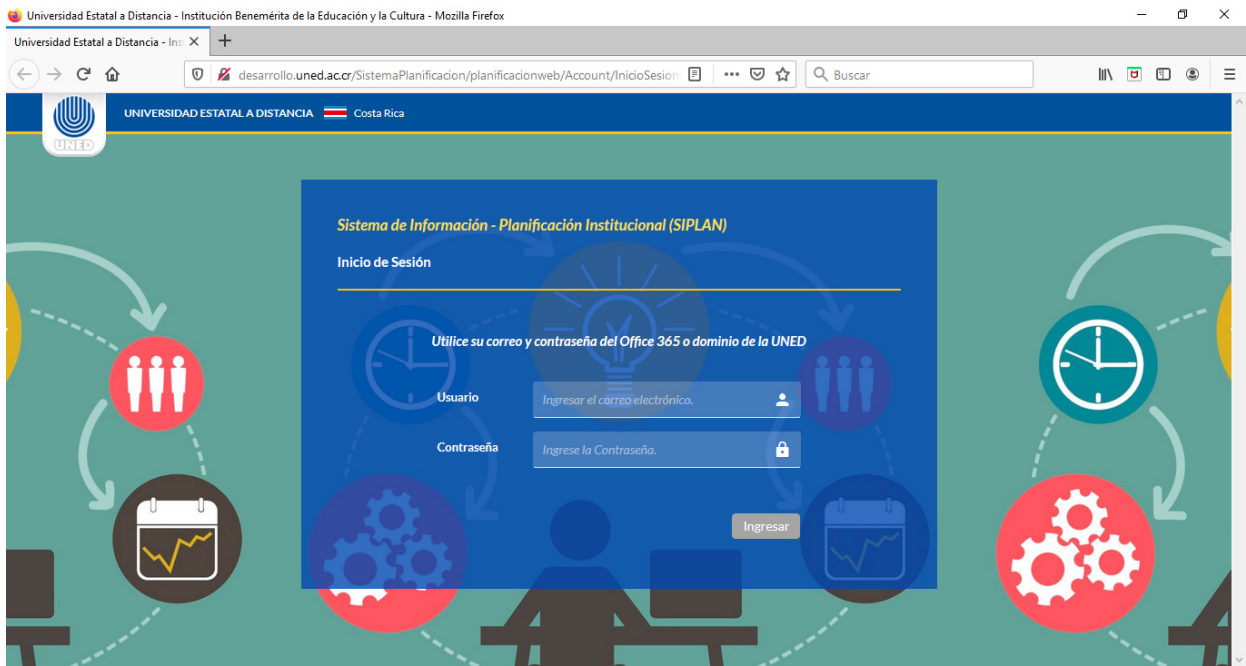 Universidad Estatal a Distancia - Institución Benemérita de la Educación y la Cultura - Mozilla Firefox
Universidad Estatal a Distancia - Ins
desarrollo.uned.ac.cr/SistemaPlanificacion/planificacionweb/Account/InicioSesion
Buscar
UNED
UNIVERSIDAD ESTATAL A DISTANCIA Costa Rica
Sistema de Información - Planificación Institucional (SIPLAN)
Inicio de Sesión
Utilice su correo y contraseña del Office 365 o dominio de la UNED
Usuario
Ingresar el correo electrónico.
Contraseña
Ingrese la Contraseña.
Ingresar